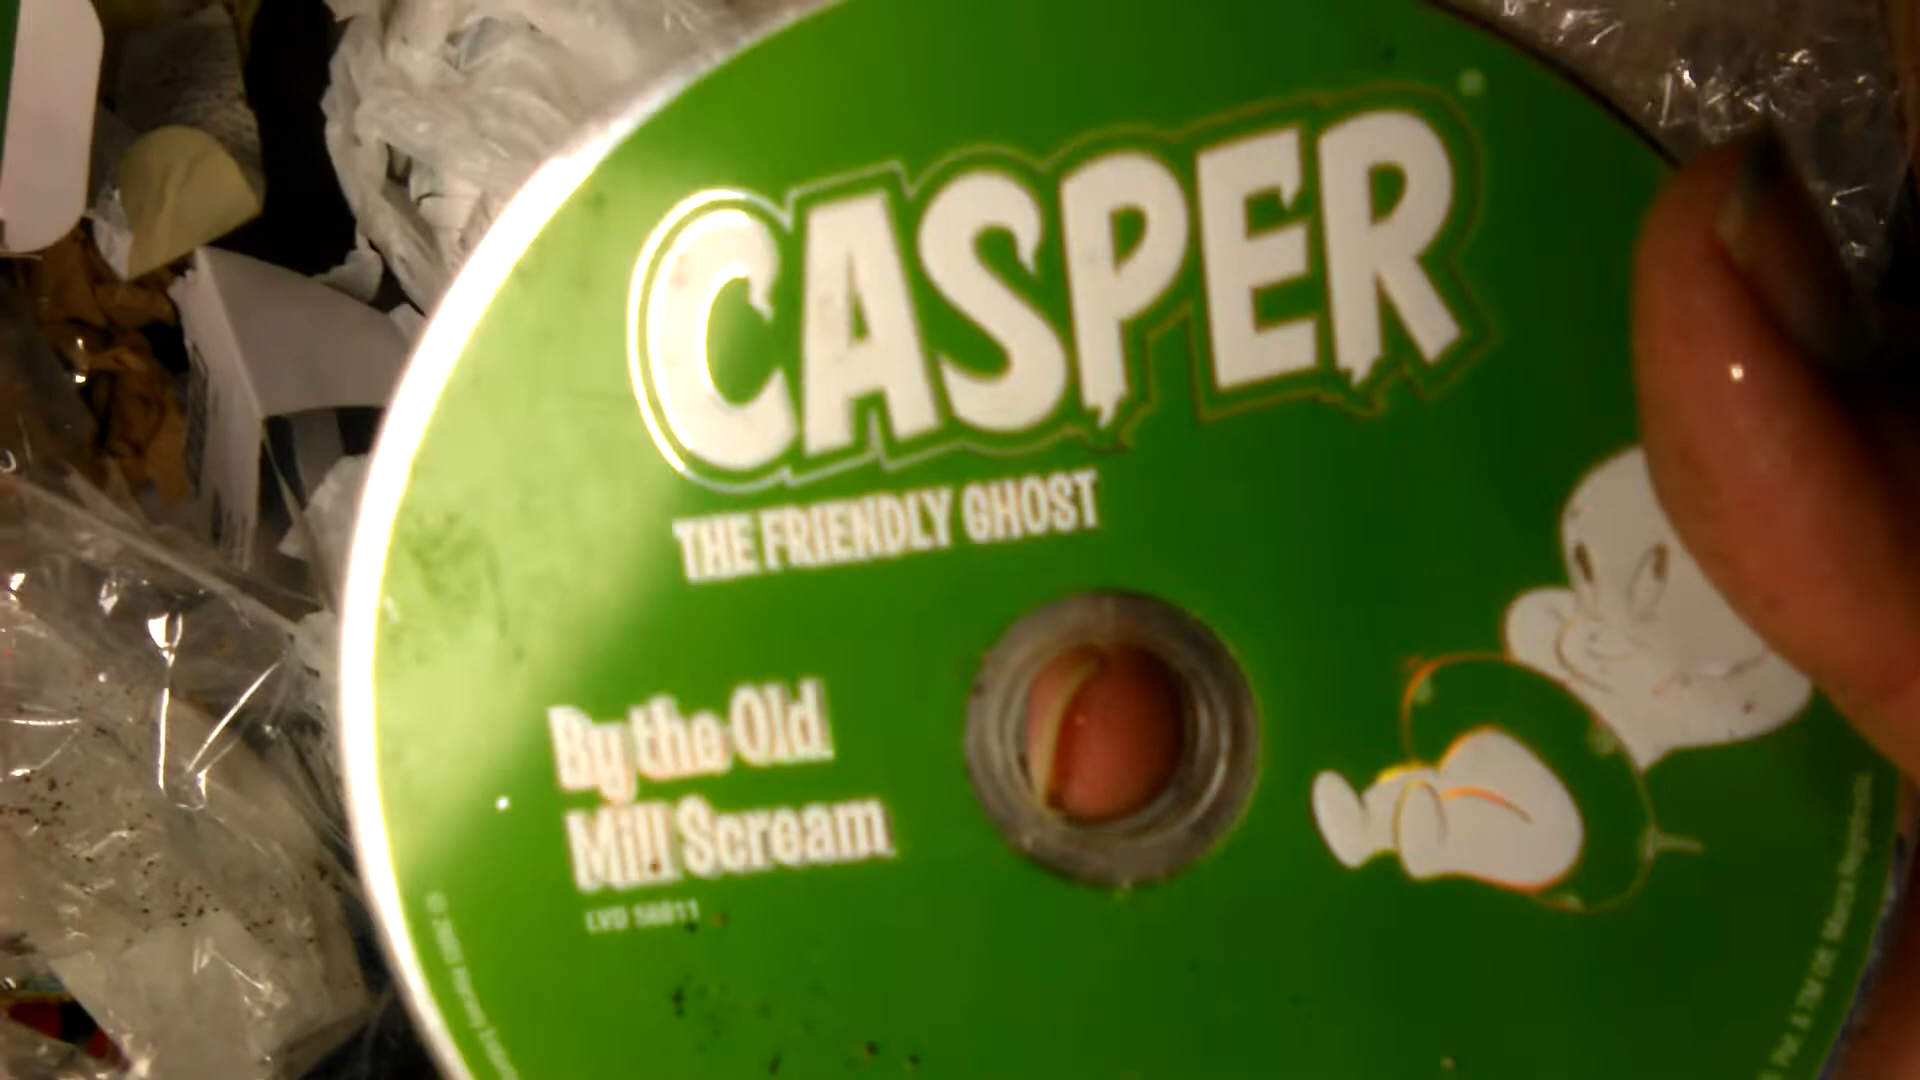 CASPER
THE FRIENDLY GHOST
By the Old
Mill Scream